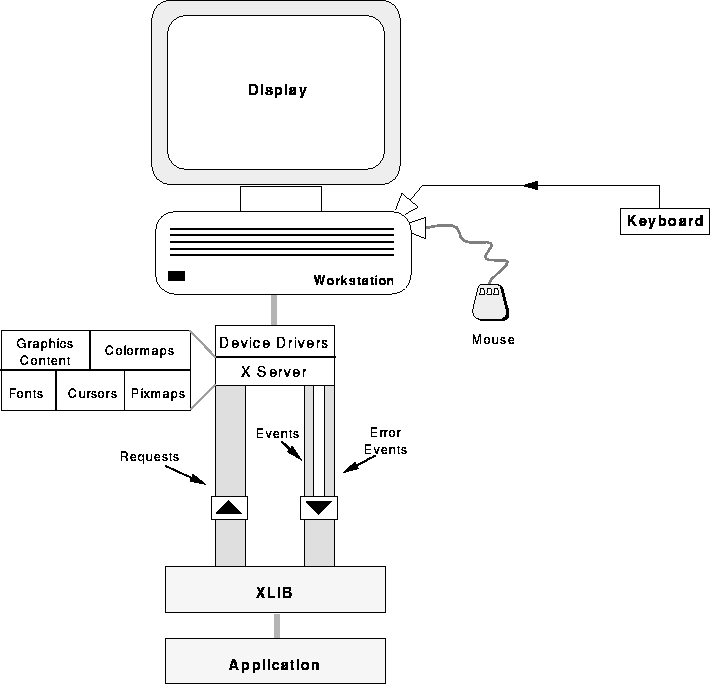 Display
Keyboard
Workstation
Mouse
Device Drivers
Graphics
Content
Colormaps
X Server
Fonts
Cursors
Pixmaps
Events
Error
Events
Requests
XLIB
Application